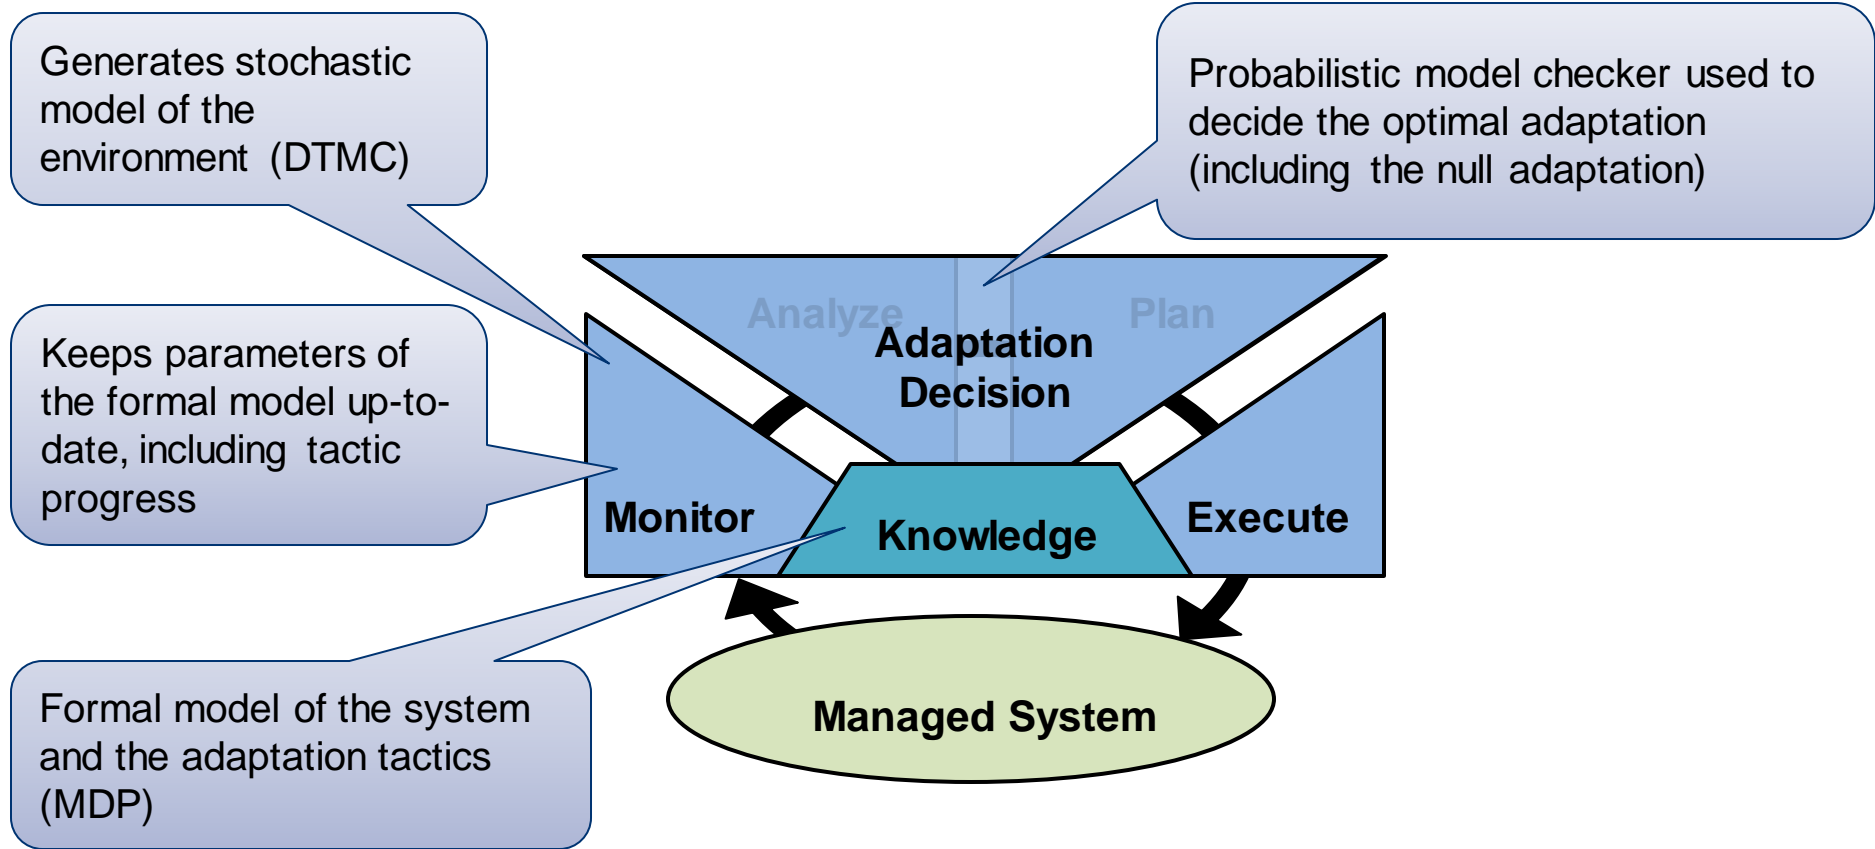 Generates stochastic
model of the
environment (DTMC)
Probabilistic model checker used to
decide the optimal adaptation
(including the null adaptation)
Keeps parameters of
the formal model up-to-
date, including tactic
progress
Analyze
Plan
Adaptation
Decision
Monitor
Knowledge
Execute
Formal model of the system
and the adaptation tactics
(MDP)
Managed System